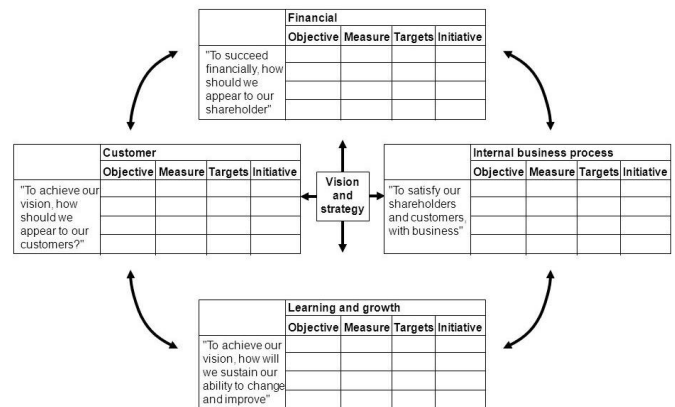 Financial
Objective Measure Targets Initiative
"To succeed
financially, how
should we
appear to our
shareholder"
Customer
Objective Measure Targets Initiative
"To achieve our
vision, how
should we
appear to our
customers?"
Vision
and
strategy
Internal business process
Objective Measure Targets Initiative
"To satisfy our
shareholders
and customers,
with business"
Learning and growth
Objective Measure Targets Initiative
"To achieve our
vision, how will
we sustain our
ability to change
and improve"